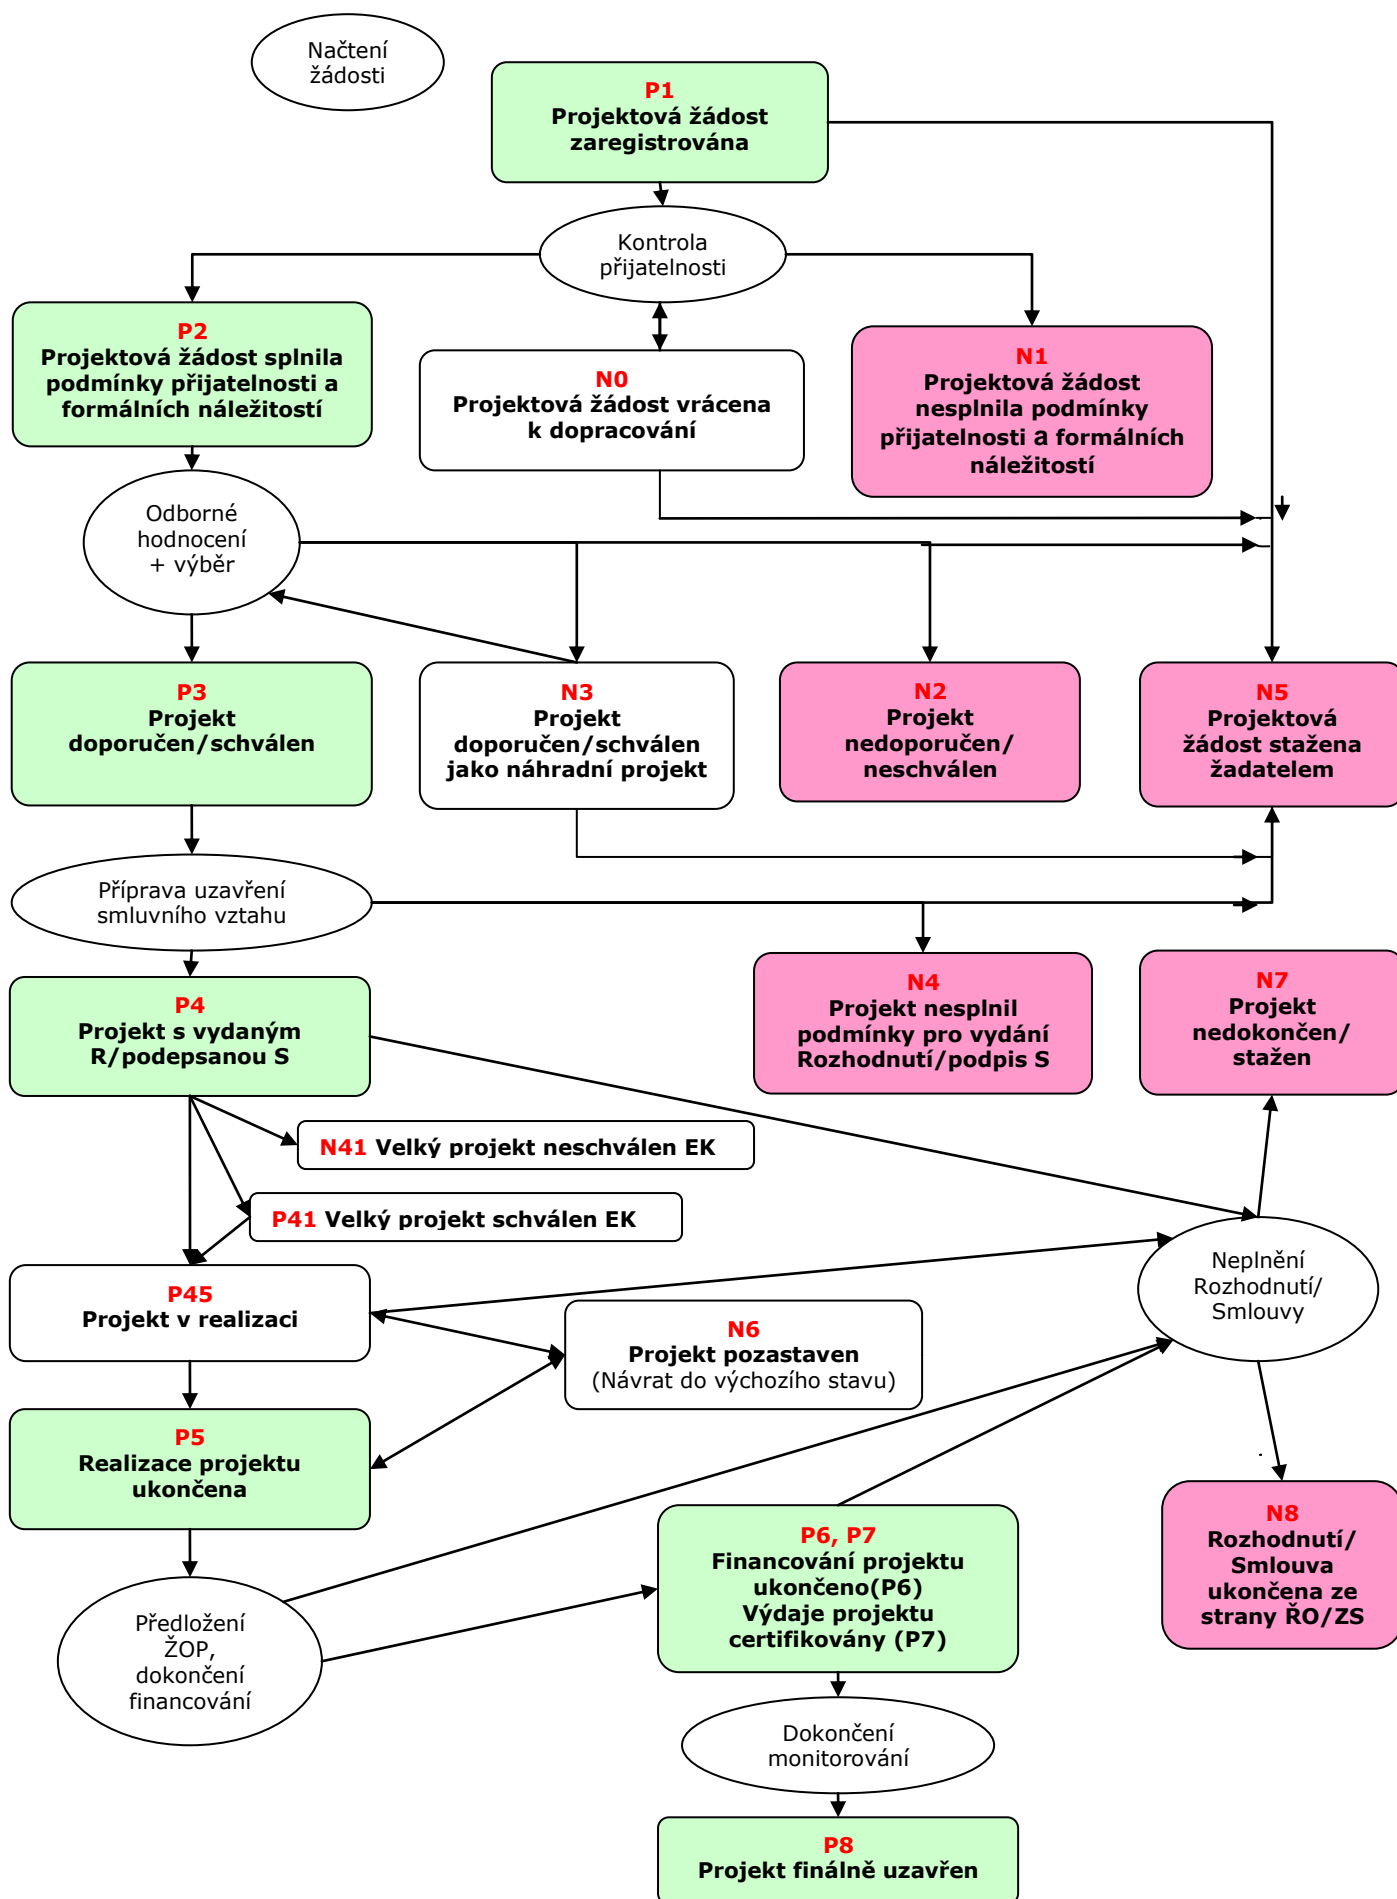 Načtení
žádosti
P1
Projektová žádost
zaregistrována
Kontrola
přijatelnosti
P2
Projektová žádost splnila
podmínky přijatelnosti a
formálních náležitostí
N0
Projektová žádost vrácena
k dopracování
N1
Projektová žádost
nesplnila podmínky
přijatelnosti a formálních
náležitostí
Odborné
hodnocení
+ výběr
P3
Projekt
doporučen/schválen
N3
Projekt
doporučen/schválen
jako náhradní projekt
N2
Projekt
nedoporučen/
neschválen
N5
Projektová
žádost stažena
žadatelem
Příprava uzavření
smluvního vztahu
P4
Projekt s vydaným
R/podepsanou S
N4
Projekt nesplnil
podmínky pro vydání
Rozhodnutí/podpis S
N7
Projekt
nedokončen/
stažen
N41 Velký projekt neschválen EK
P41 Velký projekt schválen EK
P45
Projekt v realizaci
N6
Projekt pozastaven
(Návrat do výchozího stavu)
Neplnění
Rozhodnutí/
Smlouvy
P5
Realizace projektu
ukončena
P6, P7
Financování projektu
ukončeno(P6)
Výdaje projektu
certifikovány (P7)
N8
Rozhodnutí/
Smlouva
ukončena ze
strany ŘO/ZS
Předložení
ŽOP,
dokončení
financování
Dokončení
monitorování
P8
Projekt finálně uzavřen